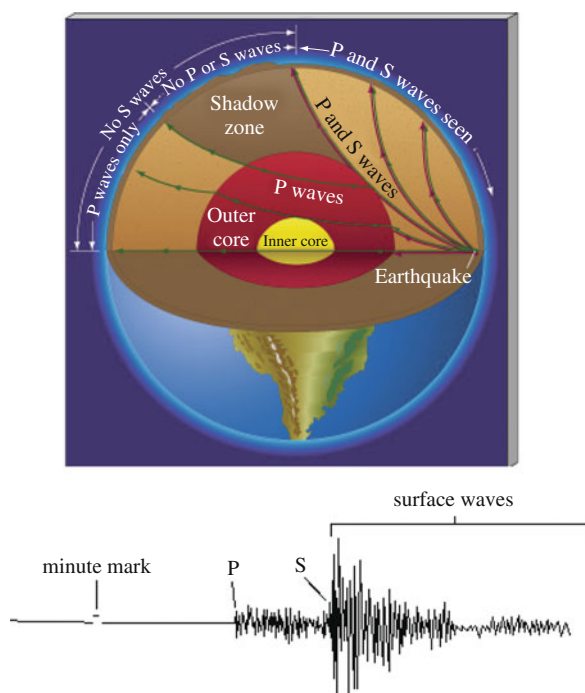 No S waves
No P or S waves
P and S waves seen
P waves only
Shadow
zone
P and S waves
P waves
Outer
core
Inner core
Earthquake
surface waves
minute mark
P
S